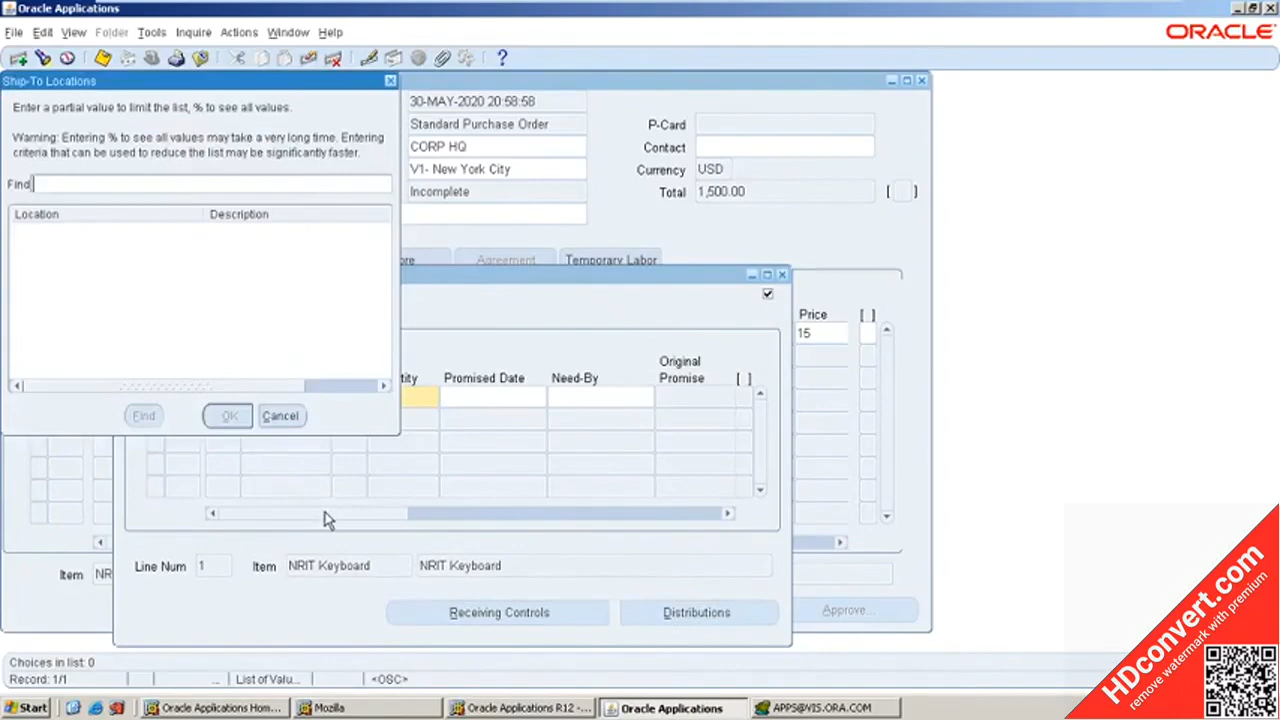 Oracle Applications
File Edit View Folder Tools Inquire Actions Window Help
ORACLE
Ship-To Locations
Enter a partial value to limit the list, % to see all values.
Warning: Entering % to see all values may take a very long time. Entering
criteria that can be used to reduce the list may be significantly faster.
Find
Location Description
Find OK Cancel
30-MAY-2020 20:58:58
Standard Purchase Order
P-Card
CORP HQ
Contact
V1- New York City
Currency USD
Incomplete
Total 1,500.00 [ ]
ore Agreement Temporary Labor
Price [ ]
15
Original
tity Promised Date Need-By Promise [ ]
Line Num 1 Item NRIT Keyboard NRIT Keyboard
Item NR
Receiving Controls Distributions Approve...
Choices in list: 0
Record: 1/1 ... List of Valu... <OSC>
Start Oracle Applications Hom... Mozilla Oracle Applications R12 -... Oracle Applications APPS@VIS.ORA.COM
HDconvert.com
remove watermark with premium